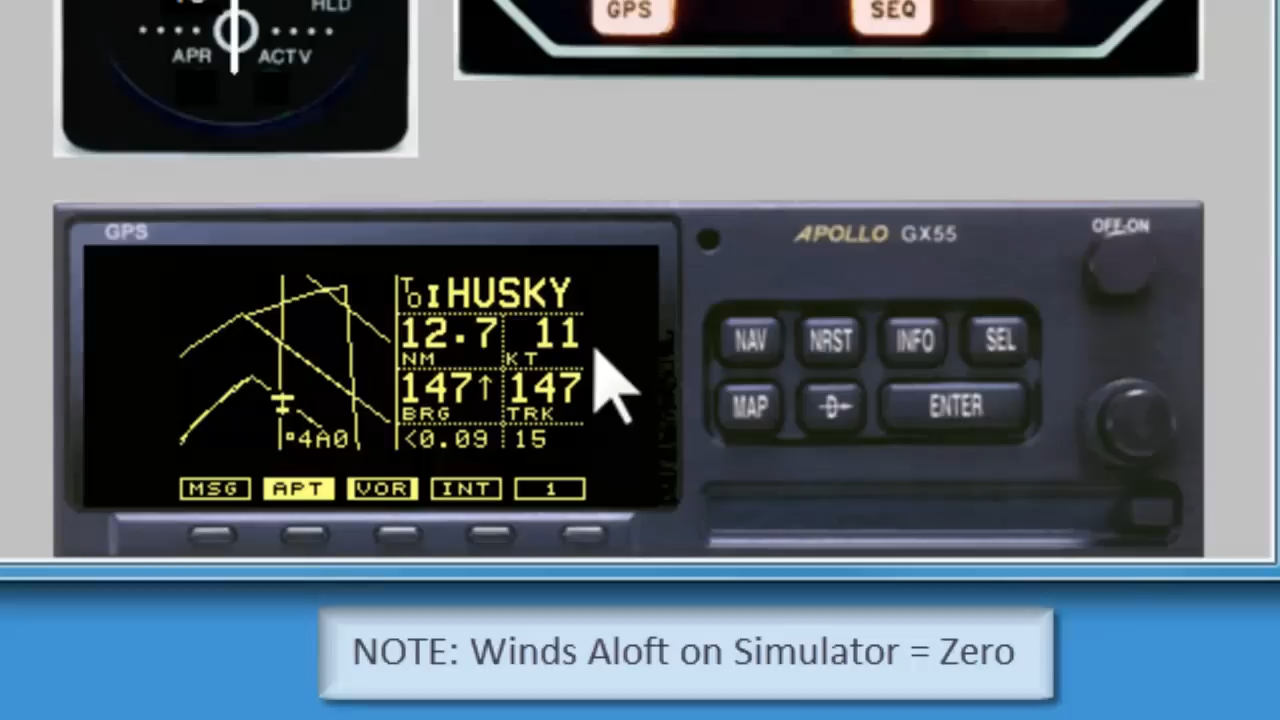 HLD
APR ACTV
GPS SEQ
GPS
APOLLO GX55
OFF-ON
To I HUSKY
12.7 11
NM KT
147↑ 147
BRG TRK
4A0 <0.09 15
MSG APT VOR INT 1
NAV NRST INFO SEL
MAP D ENTER
NOTE: Winds Aloft on Simulator = Zero